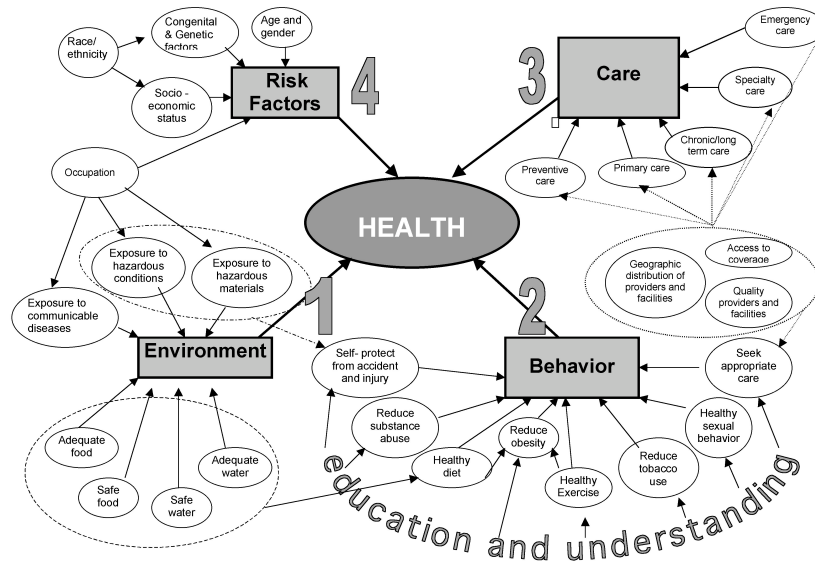 Race/
ethnicity
Congenital
& Genetic
factors
Age and
gender
Socio -
economic
status
Risk
Factors
4
3
Care
Emergency
care
Specialty
care
Chronic/long
term care
Primary care
Preventive
care
Occupation
HEALTH
Exposure to
hazardous
conditions
Exposure to
hazardous
materials
Exposure to
communicable
diseases
1
Environment
Adequate
food
Safe
food
Safe
water
Adequate
water
Geographic
distribution of
providers and
facilities
Access to
coverage
Quality
providers and
facilities
2
Behavior
Self- protect
from accident
and injury
Seek
appropriate
care
Reduce
substance
abuse
Healthy
diet
Reduce
obesity
Healthy
Exercise
Reduce
tobacco
use
Healthy
sexual
behavior
education and understanding